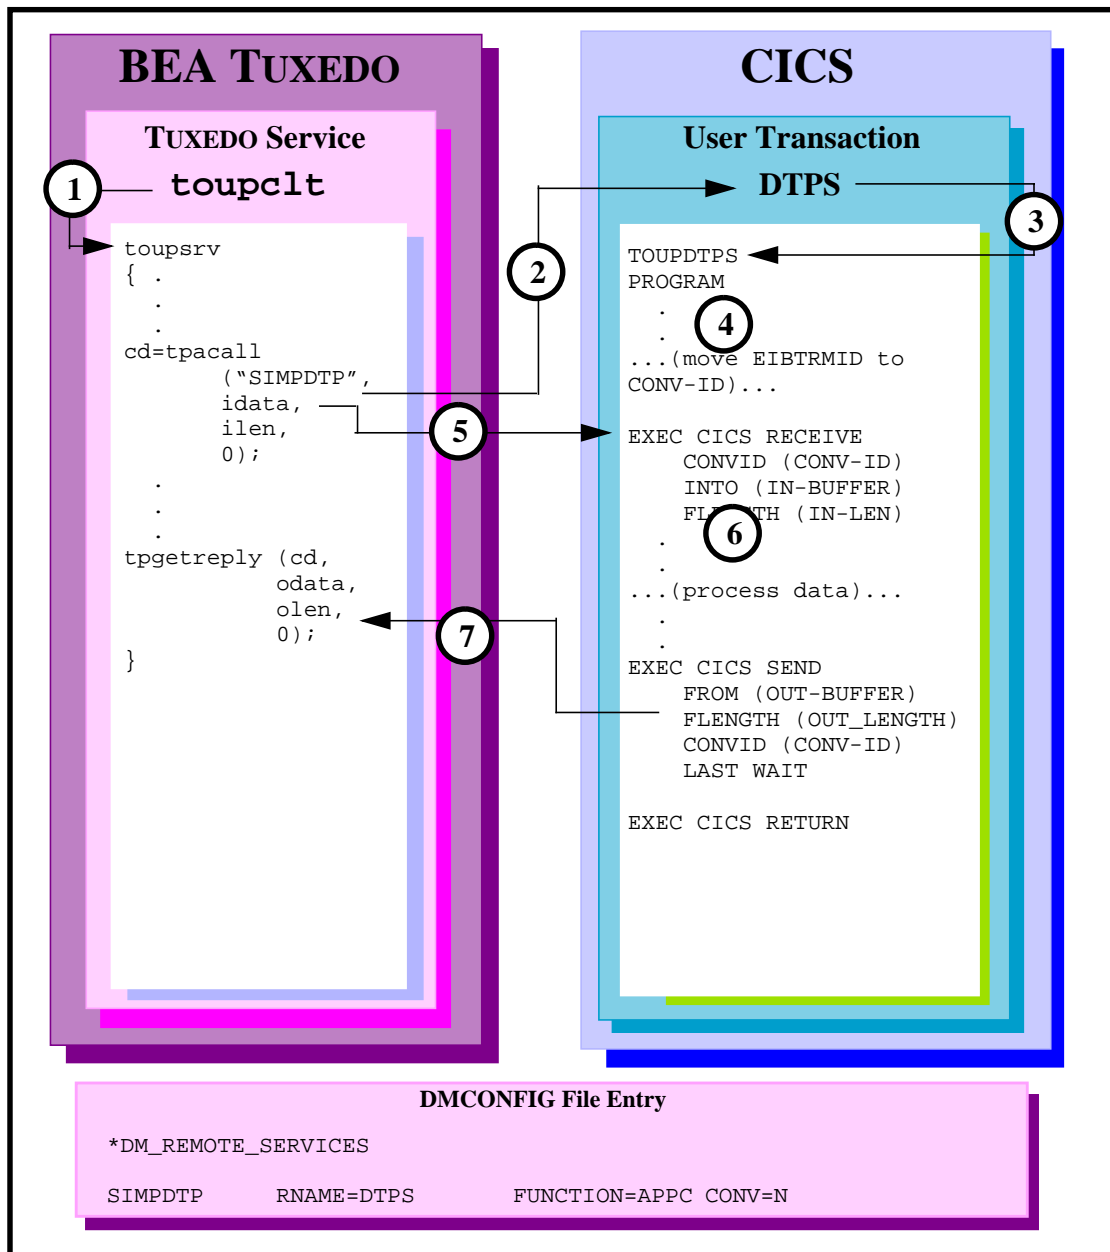 BEA TUXEDO
TUXEDO Service
1
toupclt
toupsrv
{ .
.
.
cd=tpacall
("SIMPDTP",
idata,
ilen,
0);
.
.
.
tpgetreply (cd,
odata,
olen,
0);
}
2
5
7
CICS
User Transaction
DTPS
3
TOUPDTPS
PROGRAM
.
4
.
...(move EIBTRMID to
CONV-ID)...
EXEC CICS RECEIVE
CONVID (CONV-ID)
INTO (IN-BUFFER)
FLENGTH (IN-LEN)
6
.
.
...(process data)...
.
.
EXEC CICS SEND
FROM (OUT-BUFFER)
FLENGTH (OUT_LENGTH)
CONVID (CONV-ID)
LAST WAIT
EXEC CICS RETURN
DMCONFIG File Entry
*DM_REMOTE_SERVICES
SIMPDTP RNAME=DTPS FUNCTION=APPC CONV=N